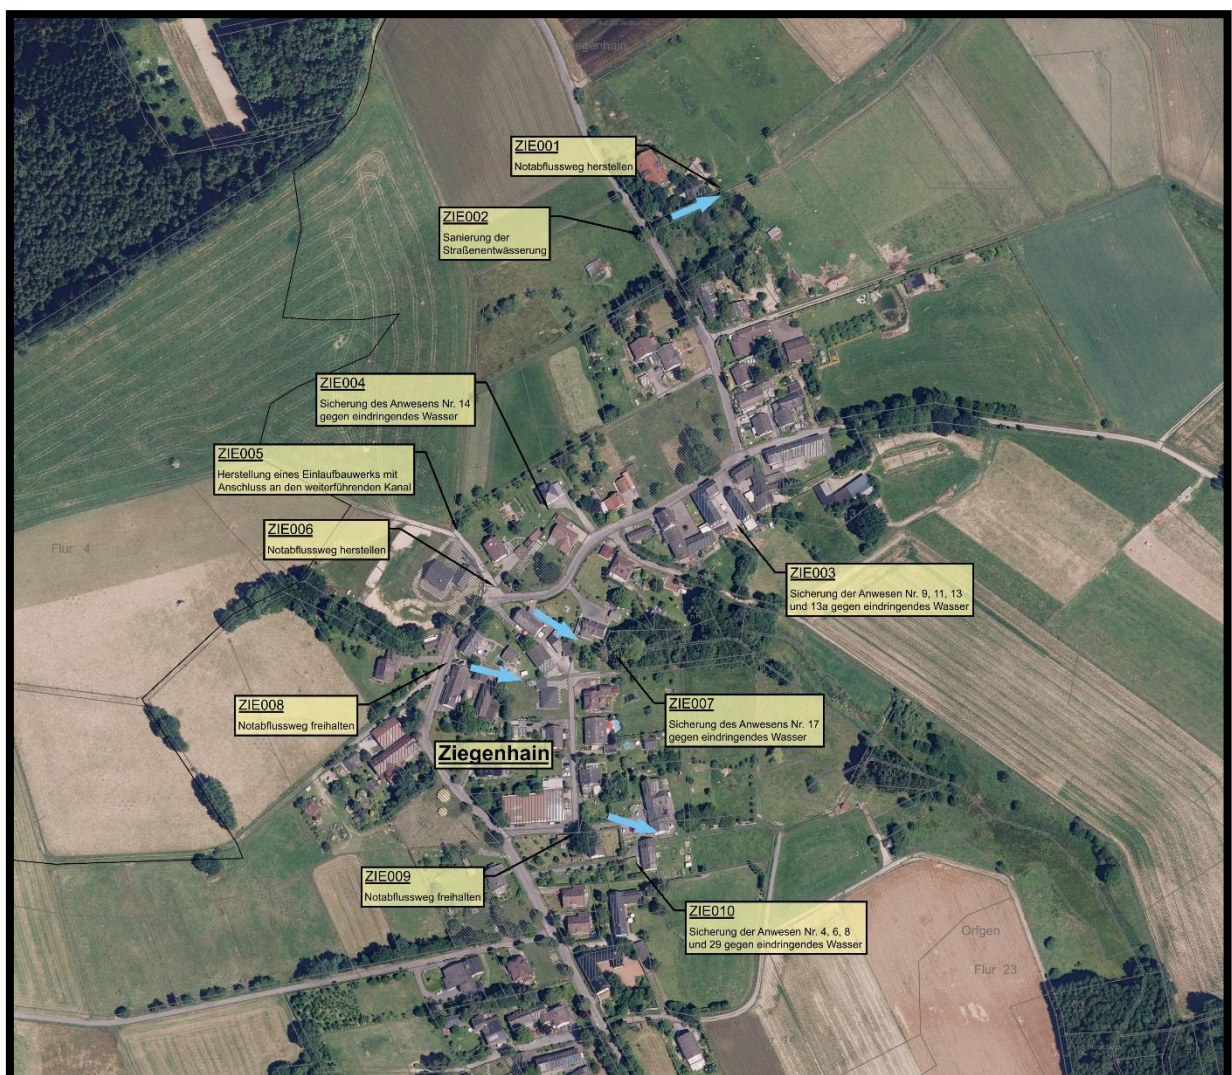 egenhain
ZIE001
Notabflussweg herstellen
ZIE002
Sanierung der
Straßenentwässerung
ZIE004
Sicherung des Anwesens Nr. 14
gegen eindringendes Wasser
ZIE005
Herstellung eines Einlaufbauwerks mit
Anschluss an den weiterführenden Kanal
ZIE006
Notabflussweg herstellen
Flur 4
ZIE003
Sicherung der Anwesen Nr. 9, 11, 13
und 13a gegen eindringendes Wasser
ZIE008
Notabflussweg freihalten
ZIE007
Sicherung des Anwesens Nr. 17
gegen eindringendes Wasser
Ziegenhain
ZIE009
Notabflussweg freihalten
ZIE010
Sicherung der Anwesen Nr. 4, 6, 8
und 29 gegen eindringendes Wasser
Orfgen
Flur 23